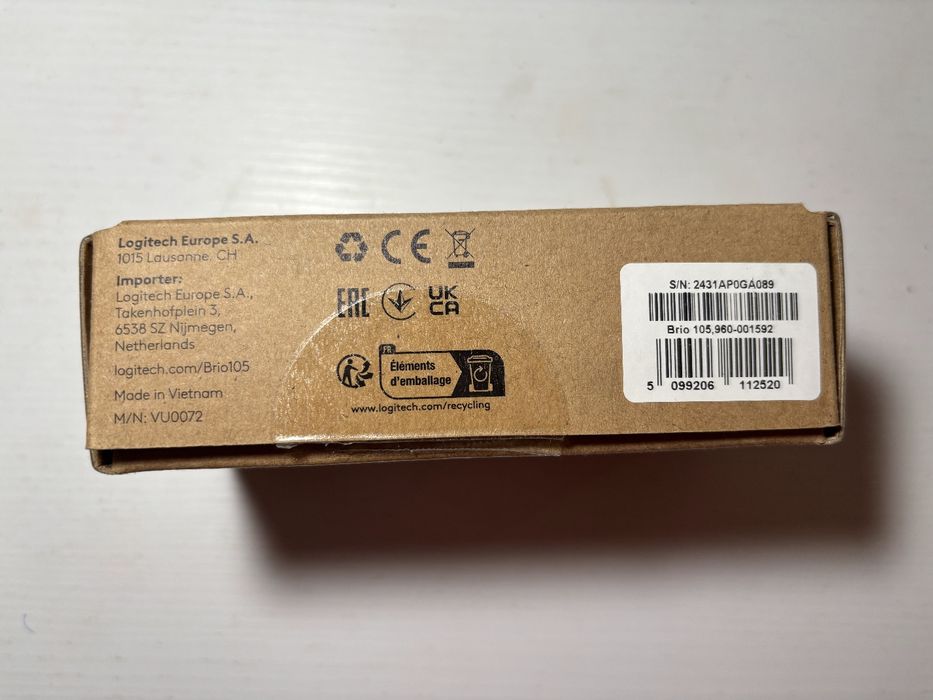 Logitech Europe S.A.
1015 Lausanne, CH
Importer:
Logitech Europe S.A.,
Takenhofplein 3,
6538 SZ Nijmegen,
Netherlands
logitech.com/Brio105
Made in Vietnam
M/N: VU0072
CE
EAC
UK
CA
FR
Éléments
d'emballage
www.logitech.com/recycling
S/N: 2431AP0GA089
Brio 105,960-001592
5 099206 112520